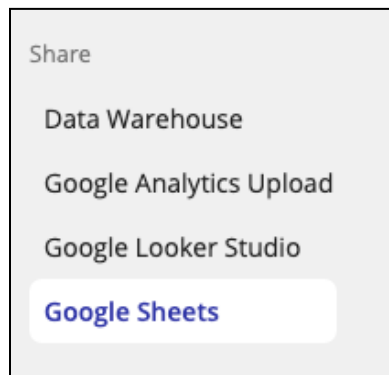 Share
Data Warehouse
Google Analytics Upload
Google Looker Studio
Google Sheets